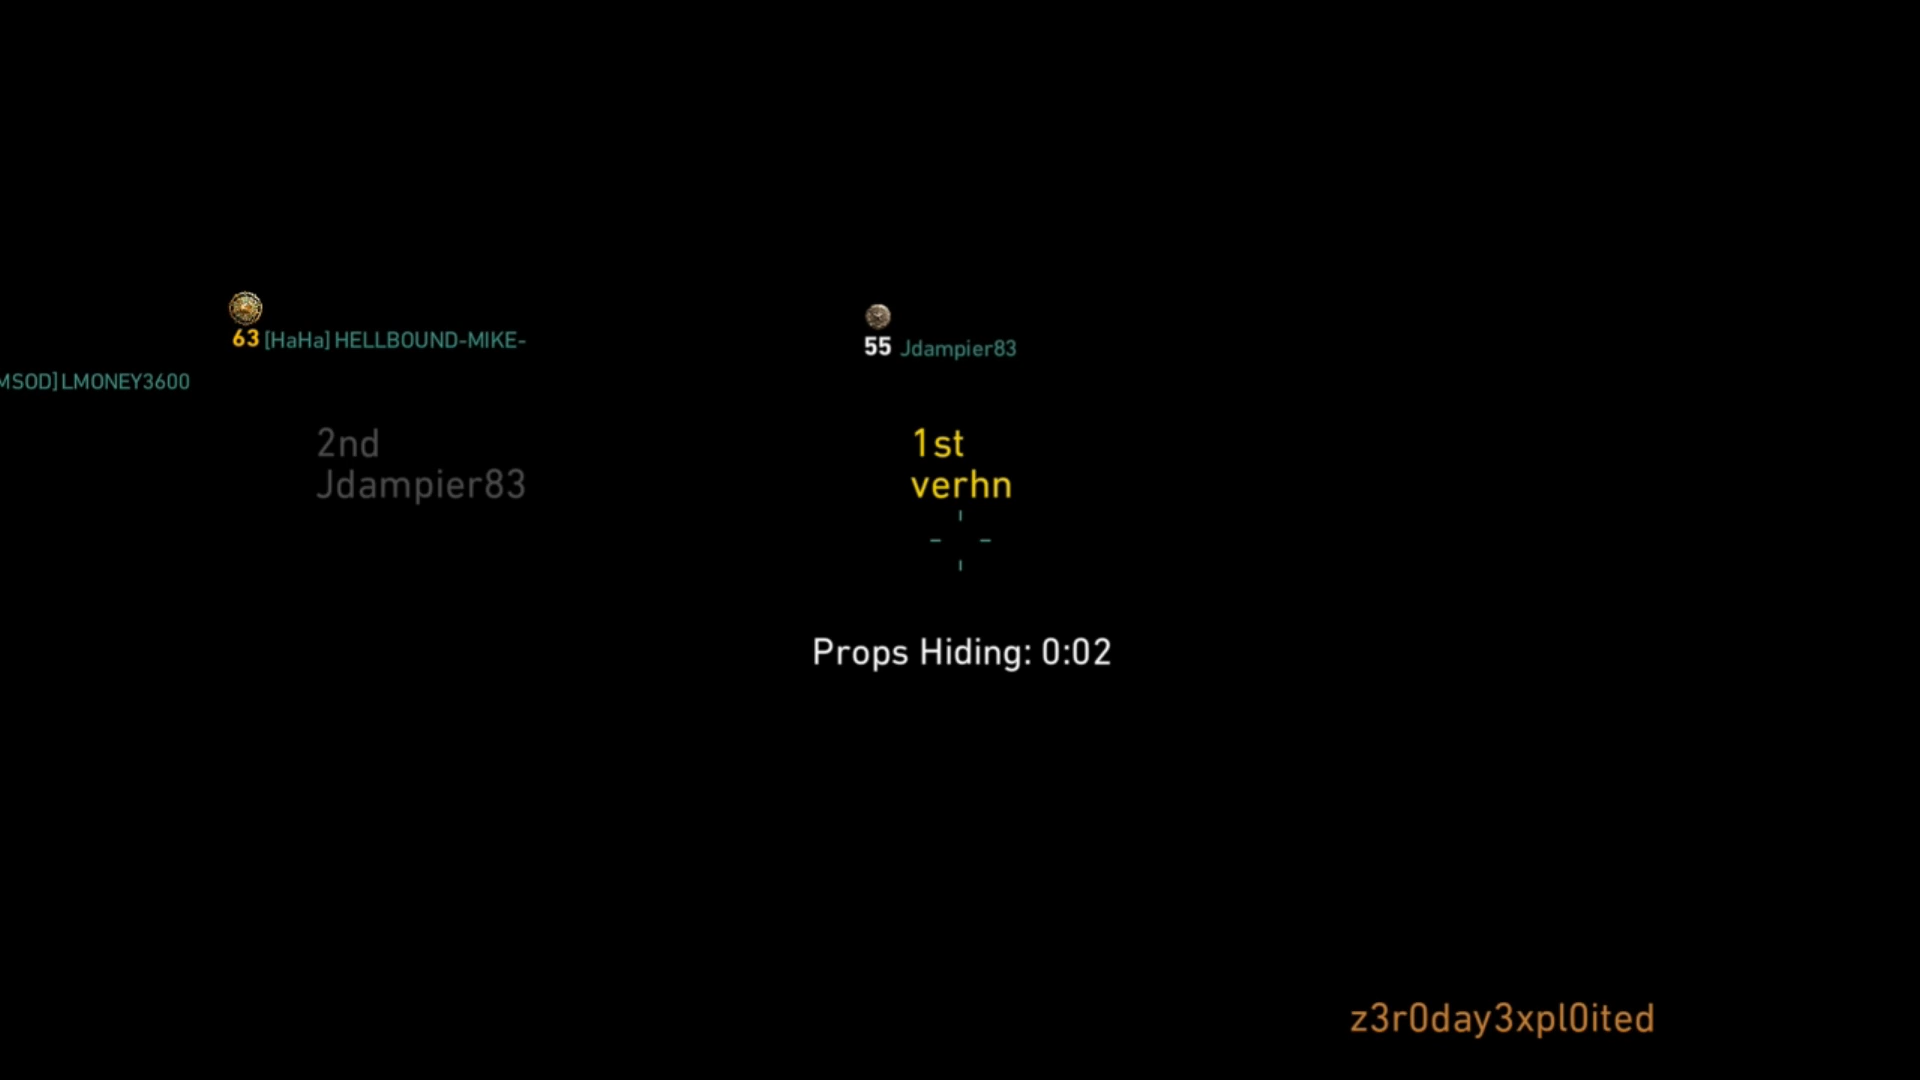 63 [HaHa]HELLBOUND-MIKE-
55 Jdampier83
MSOD]LMONEY3600
2nd
Jdampier83
1st
verhn
Props Hiding: 0:02
z3r0day3xpl0ited